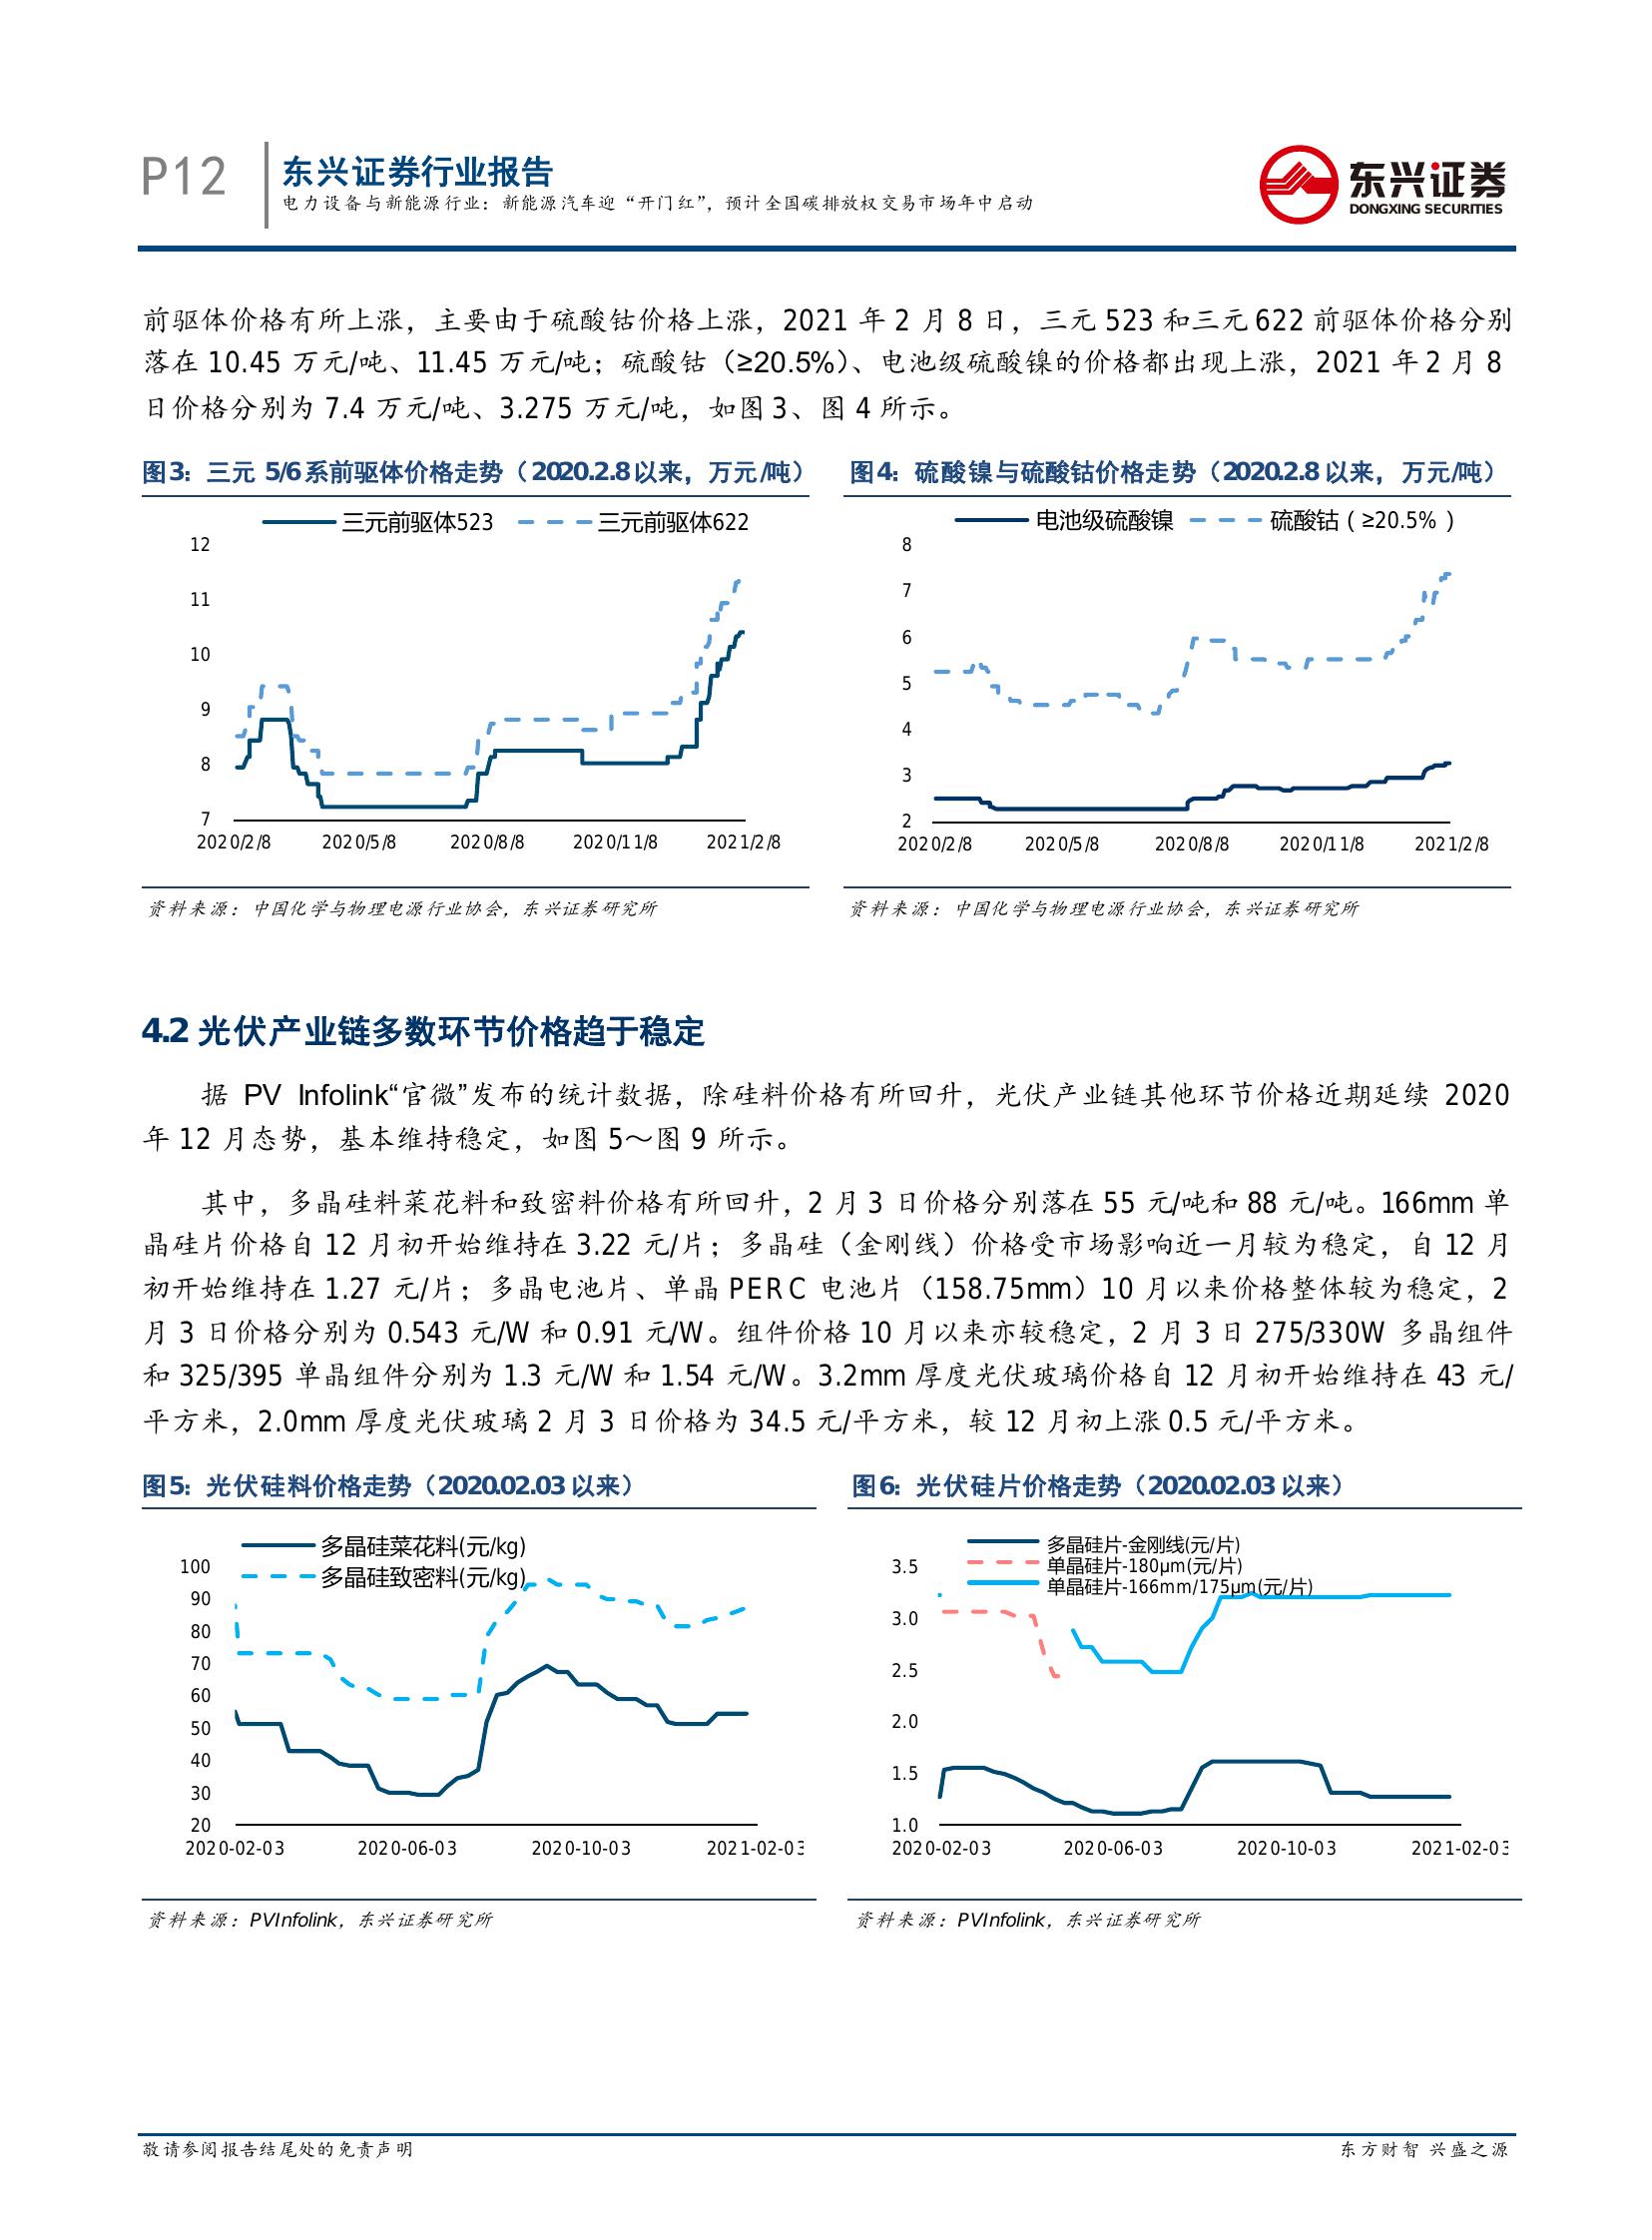 P12
东兴证券行业报告
电力设备与新能源行业：新能源汽车迎“开门红”，预计全国碳排放权交易市场年中启动
东兴证券
DONGXING SECURITIES
前驱体价格有所上涨，主要由于硫酸钴价格上涨，2021 年 2 月 8 日，三元 523 和三元 622 前驱体价格分别
落在 10.45 万元/吨、11.45 万元/吨；硫酸钴（≥20.5%）、电池级硫酸镍的价格都出现上涨，2021 年 2 月 8
日价格分别为 7.4 万元/吨、3.275 万元/吨，如图 3、图 4 所示。
图3：三元 5/6 系前驱体价格走势（2020.2.8 以来，万元/吨）
三元前驱体523 三元前驱体622
12
11
10
9
8
7
2020/2/8 2020/5/8 2020/8/8 2020/11/8 2021/2/8
资料来源：中国化学与物理电源行业协会，东兴证券研究所
图4：硫酸镍与硫酸钴价格走势（2020.2.8 以来，万元/吨）
电池级硫酸镍 硫酸钴（≥20.5%）
8
7
6
5
4
3
2
2020/2/8 2020/5/8 2020/8/8 2020/11/8 2021/2/8
资料来源：中国化学与物理电源行业协会，东兴证券研究所
4.2 光伏产业链多数环节价格趋于稳定
据 PV Infolink“官微”发布的统计数据，除硅料价格有所回升，光伏产业链其他环节价格近期延续 2020
年 12 月态势，基本维持稳定，如图 5～图 9 所示。
其中，多晶硅料菜花料和致密料价格有所回升，2 月 3 日价格分别落在 55 元/吨和 88 元/吨。166mm 单
晶硅片价格自 12 月初开始维持在 3.22 元/片；多晶硅（金刚线）价格受市场影响近一月较为稳定，自 12 月
初开始维持在 1.27 元/片；多晶电池片、单晶 PERC 电池片（158.75mm）10 月以来价格整体较为稳定，2
月 3 日价格分别为 0.543 元/W 和 0.91 元/W。组件价格 10 月以来亦较稳定，2 月 3 日 275/330W 多晶组件
和 325/395 单晶组件分别为 1.3 元/W 和 1.54 元/W。3.2mm 厚度光伏玻璃价格自 12 月初开始维持在 43 元/
平方米，2.0mm 厚度光伏玻璃 2 月 3 日价格为 34.5 元/平方米，较 12 月初上涨 0.5 元/平方米。
图5：光伏硅料价格走势（2020.02.03 以来）
多晶硅菜花料(元/kg)
多晶硅致密料(元/kg)
100
90
80
70
60
50
40
30
20
2020-02-03 2020-06-03 2020-10-03 2021-02-03
资料来源：PVInfolink，东兴证券研究所
图6：光伏硅片价格走势（2020.02.03 以来）
多晶硅片-金刚线(元/片)
单晶硅片-180μm(元/片)
单晶硅片-166mm/175μm(元/片)
3.5
3.0
2.5
2.0
1.5
1.0
2020-02-03 2020-06-03 2020-10-03 2021-02-03
资料来源：PVInfolink，东兴证券研究所
敬请参阅报告结尾处的免责声明
东方财智 兴盛之源